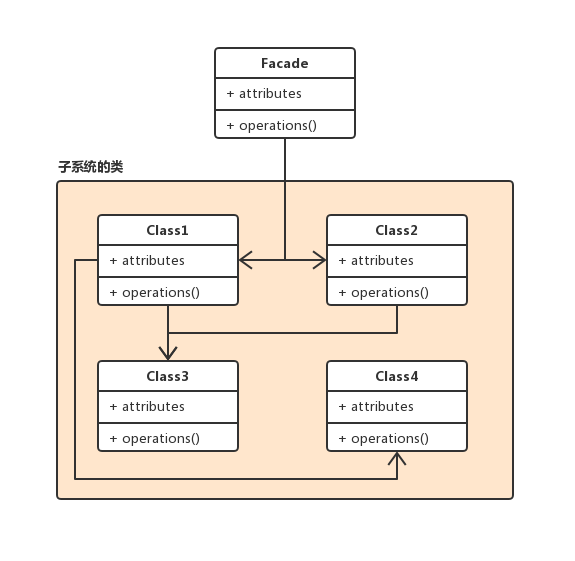 Facade
+ attributes
+ operations()
子系统的类
Class1
+ attributes
+ operations()
Class2
+ attributes
+ operations()
Class3
+ attributes
+ operations()
Class4
+ attributes
+ operations()